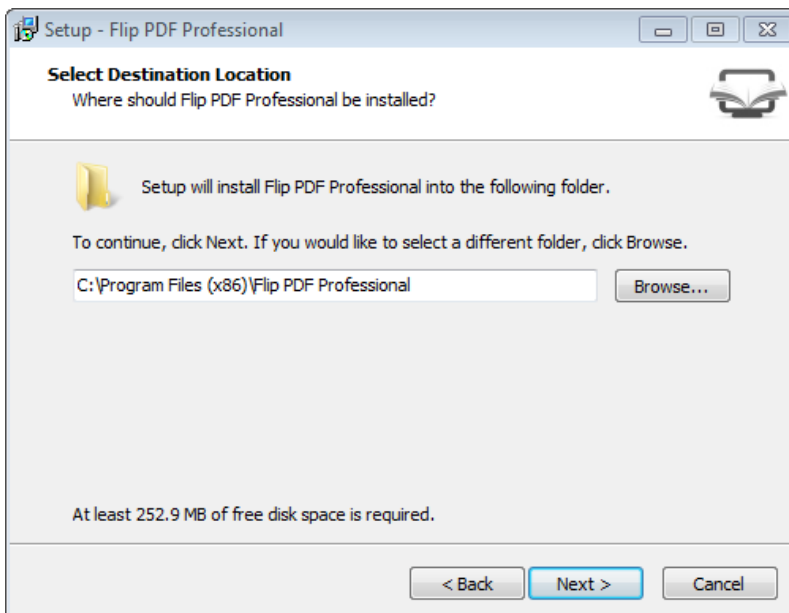 Setup - Flip PDF Professional
Select Destination Location
Where should Flip PDF Professional be installed?
Setup will install Flip PDF Professional into the following folder.
To continue, click Next. If you would like to select a different folder, click Browse.
C:\Program Files (x86)\Flip PDF Professional
Browse...
At least 252.9 MB of free disk space is required.
< Back
Next >
Cancel